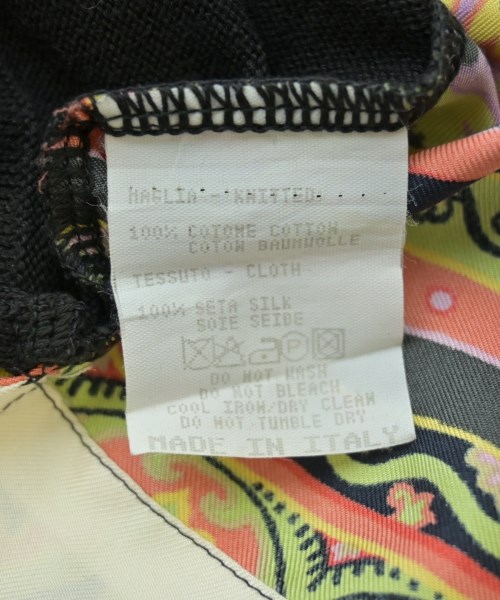 MAGLIA - KNITTED
100% COTONE COTTON
COTON BAUMWOLLE
TESSUTO - CLOTH
100% SETA SILK
SOIE SEIDE
P
DO NOT WASH
DO NOT BLEACH
COOL IRON/DRY CLEAN
DO NOT TUMBLE DRY
MADE IN ITALY